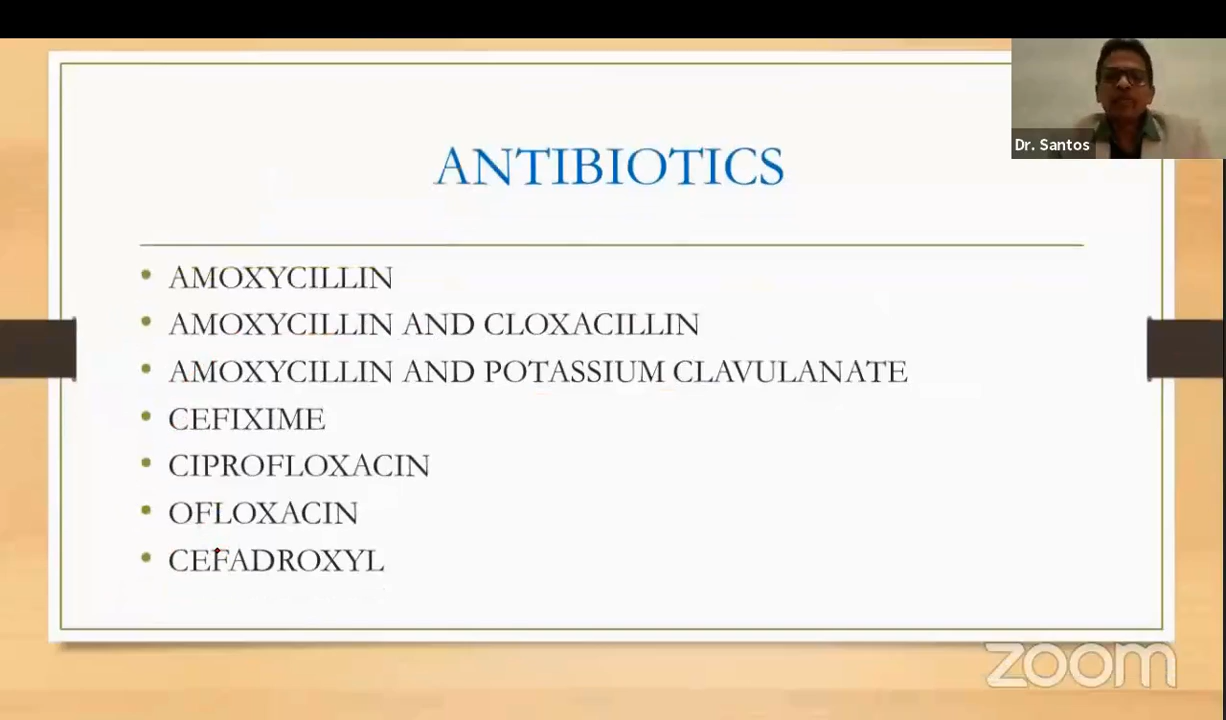 Dr. Santos
ANTIBIOTICS
• AMOXYCILLIN
• AMOXYCILLIN AND CLOXACILLIN
• AMOXYCILLIN AND POTASSIUM CLAVULANATE
• CEFIXIME
• CIPROFLOXACIN
• OFLOXACIN
• CEFADROXYL
zoom